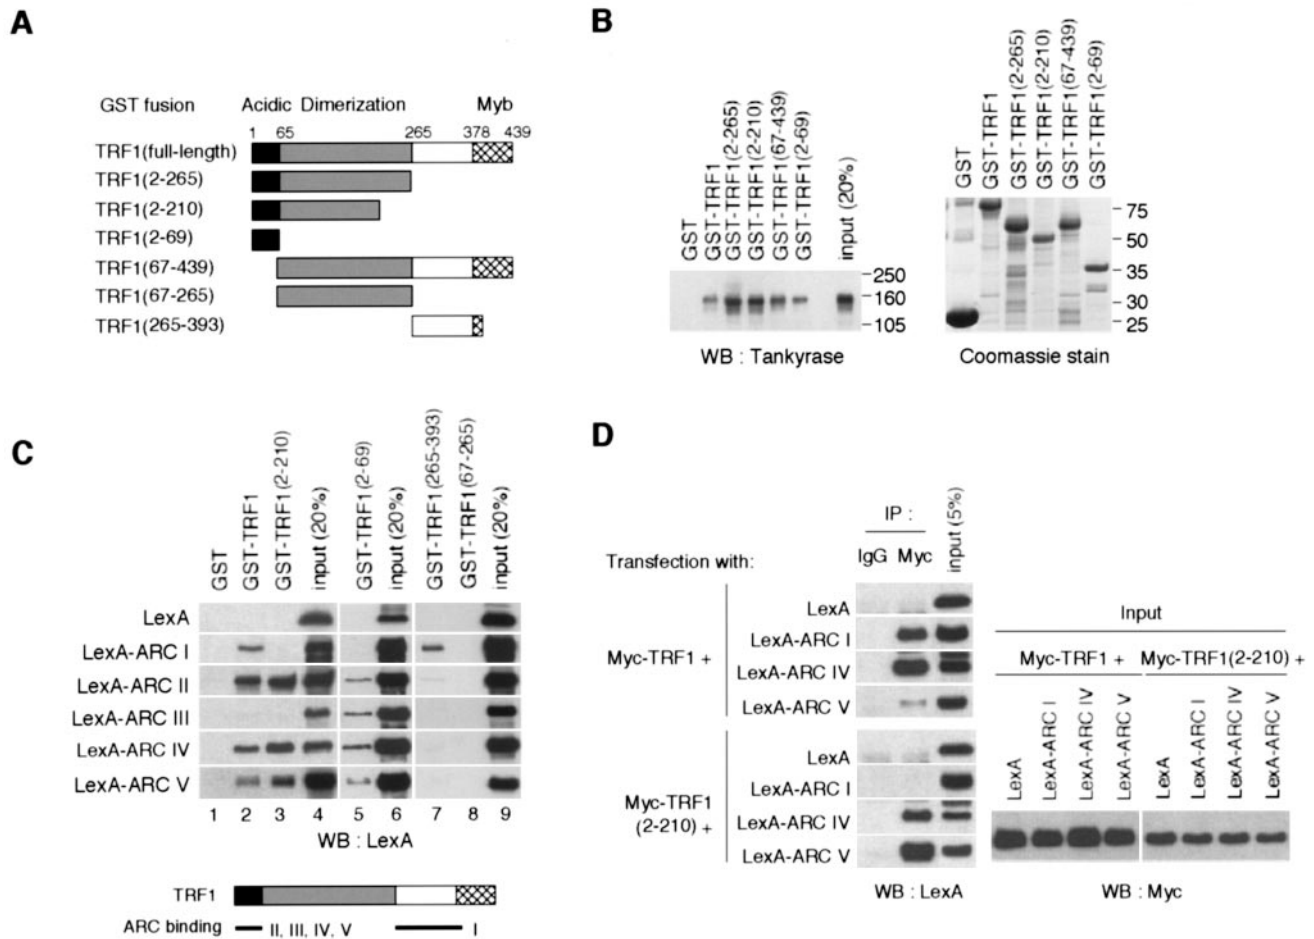 A
GST fusion Acidic Dimerization Myb
1 65 265 378 439
TRF1(full-length)
TRF1(2-265)
TRF1(2-210)
TRF1(2-69)
TRF1(67-439)
TRF1(67-265)
TRF1(265-393)
B
GST
GST-TRF1
GST-TRF1(2-265)
GST-TRF1(2-210)
GST-TRF1(67-439)
GST-TRF1(2-69)
input (20%)
250
160
105
WB : Tankyrase
GST
GST-TRF1
GST-TRF1(2-265)
GST-TRF1(2-210)
GST-TRF1(67-439)
GST-TRF1(2-69)
75
50
35
30
25
Coomassie stain
C
GST
GST-TRF1
GST-TRF1(2-210)
input (20%)
GST-TRF1(2-69)
input (20%)
GST-TRF1(265-393)
GST-TRF1(67-265)
input (20%)
LexA
LexA-ARC I
LexA-ARC II
LexA-ARC III
LexA-ARC IV
LexA-ARC V
1 2 3 4 5 6 7 8 9
WB : LexA
TRF1
ARC binding II, III, IV, V I
D
IP :
Transfection with: IgG Myc input (5%)
Myc-TRF1 +
LexA
LexA-ARC I
LexA-ARC IV
LexA-ARC V
Myc-TRF1
(2-210) +
LexA
LexA-ARC I
LexA-ARC IV
LexA-ARC V
WB : LexA
Input
Myc-TRF1 + Myc-TRF1(2-210) +
LexA
LexA-ARC I
LexA-ARC IV
LexA-ARC V
LexA
LexA-ARC I
LexA-ARC IV
LexA-ARC V
WB : Myc